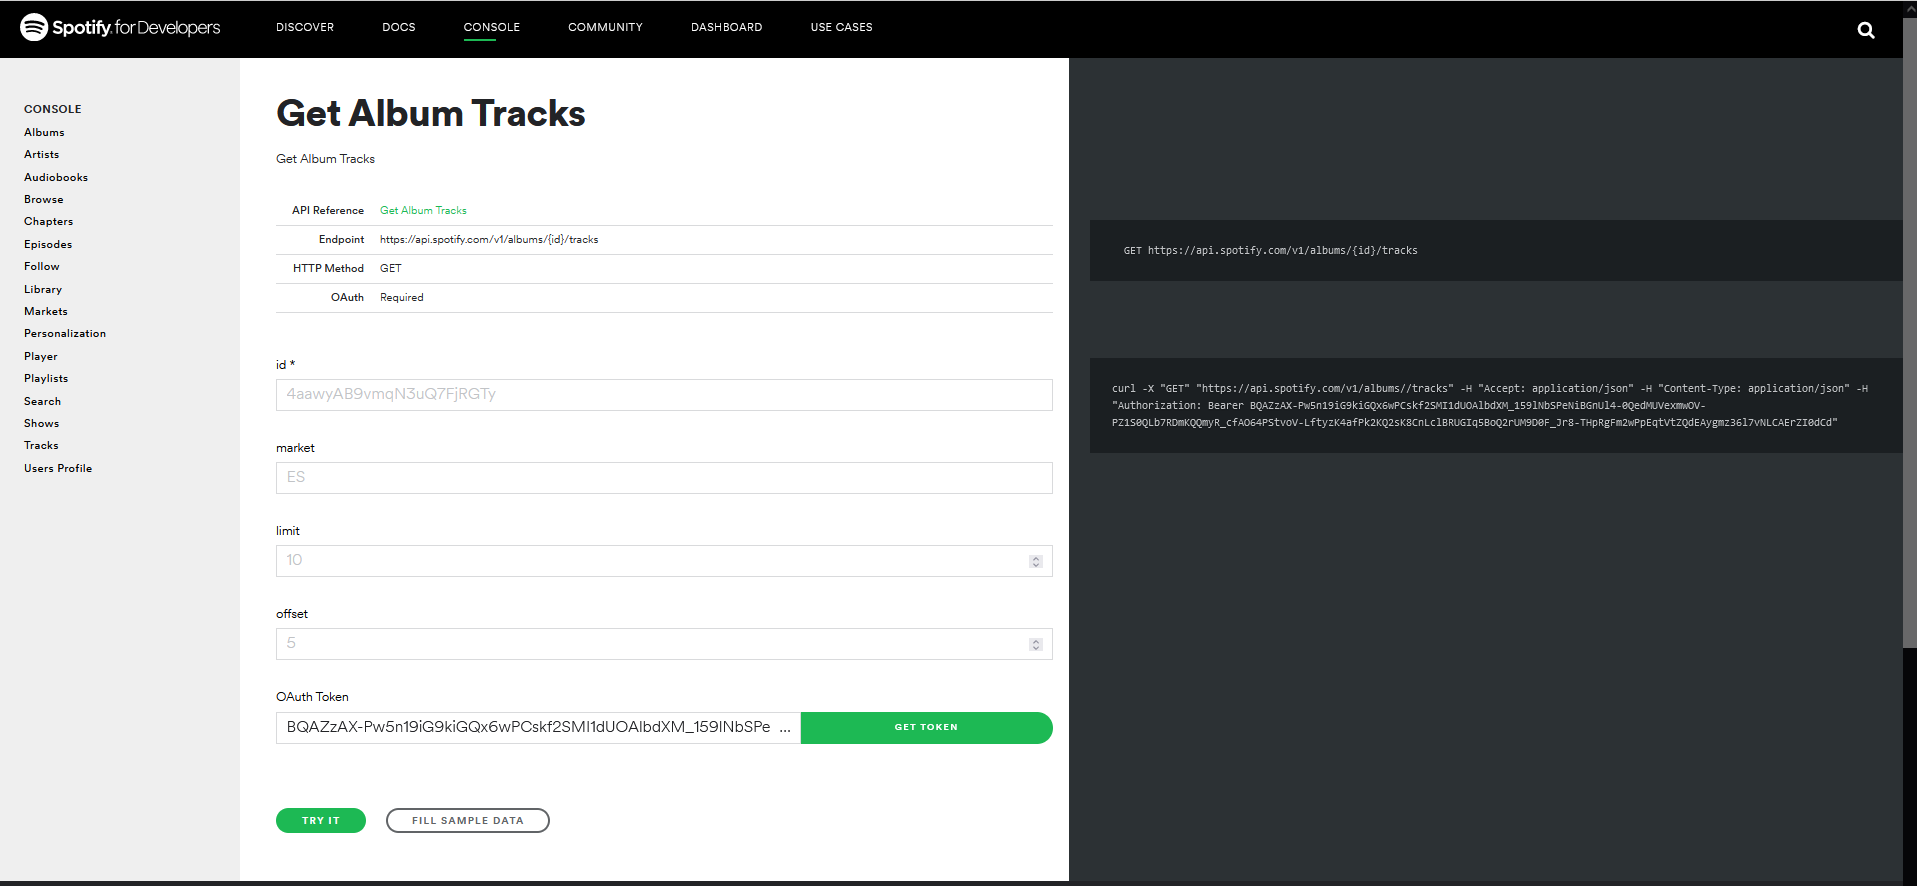 Spotify for Developers
DISCOVER DOCS CONSOLE COMMUNITY DASHBOARD USE CASES
CONSOLE
Albums
Artists
Audiobooks
Browse
Chapters
Episodes
Follow
Library
Markets
Personalization
Player
Playlists
Search
Shows
Tracks
Users Profile
Get Album Tracks
Get Album Tracks
API Reference Get Album Tracks
Endpoint https://api.spotify.com/v1/albums/{id}/tracks
HTTP Method GET
OAuth Required
id *
4aawyAB9vmqN3uQ7FjRGTy
market
ES
limit
10
offset
5
OAuth Token
BQAZzAX-Pw5n19iG9kiGQx6wPCskf2SMI1dUOAlbdXM_159lNbSPe ... GET TOKEN
TRY IT FILL SAMPLE DATA
GET https://api.spotify.com/v1/albums/{id}/tracks
curl -X "GET" "https://api.spotify.com/v1/albums//tracks" -H "Accept: application/json" -H "Content-Type: application/json" -H
"Authorization: Bearer BQAZzAX-Pw5n19iG9kiGQx6wPCskf2SMI1dUOAlbdXM_159lNbSPeNiBGnUl4-0QedMUVexmwOV-
PZ1S0QLb7RDmKQQmyR_cfAO64PStvoV-LftyzK4afPk2KQ2sK8CnLclBRUGIq5BoQ2rUM9D0F_Jr8-THpRgFm2wPpEqtVtZQdEAygmz36l7vNLCAErZI0dCd"